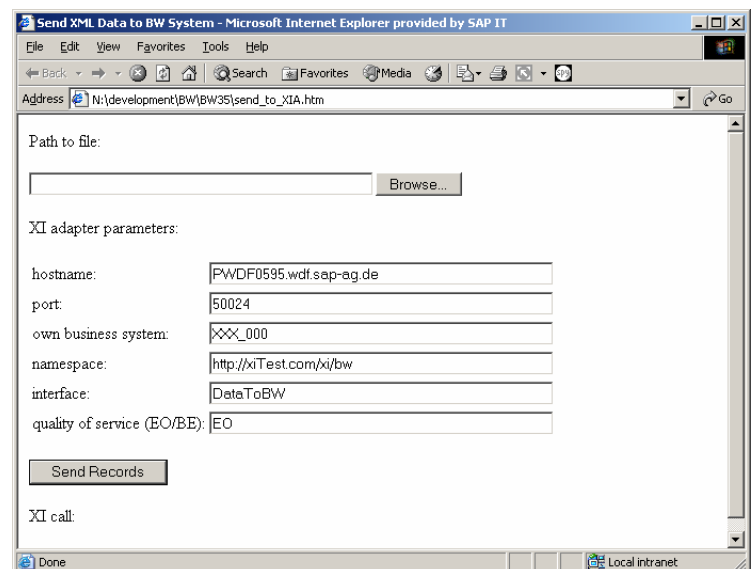 Send XML Data to BW System - Microsoft Internet Explorer provided by SAP IT
File Edit View Favorites Tools Help
Back Search Favorites Media
Address N:\development\BW\BW35\send_to_XIA.htm Go
Path to file:
Browse...
XI adapter parameters:
hostname: PWDF0595.wdf.sap-ag.de
port: 50024
own business system: XXX_000
namespace: http://xiTest.com/xi/bw
interface: DataToBW
quality of service (EO/BE): EO
Send Records
XI call:
Done Local intranet